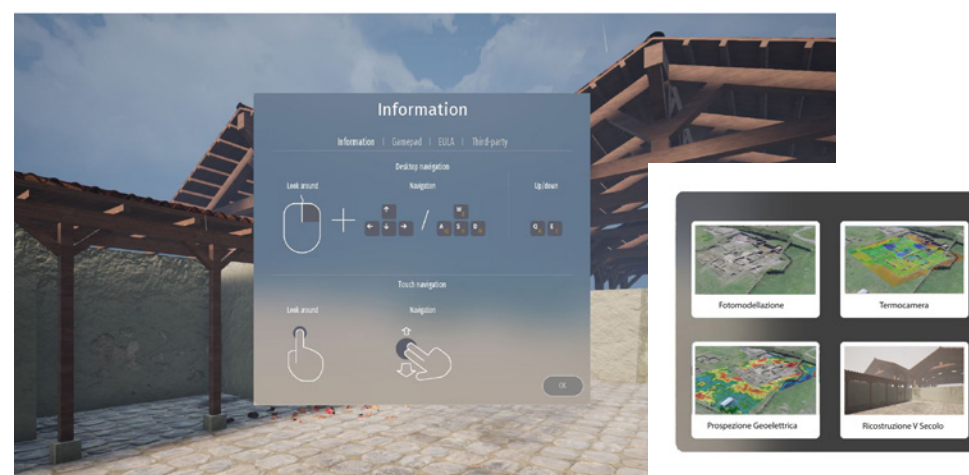 Information
Information | Gamepad | EULA | Third-party
Desktop navigation
Look around
Navigation
Up/down
W
A S D
Q E
/
Touch navigation
Look around
Navigation
OK
Fotomodellazione
Termocamera
Prospezione Geoelettrica
Ricostruzione V Secolo